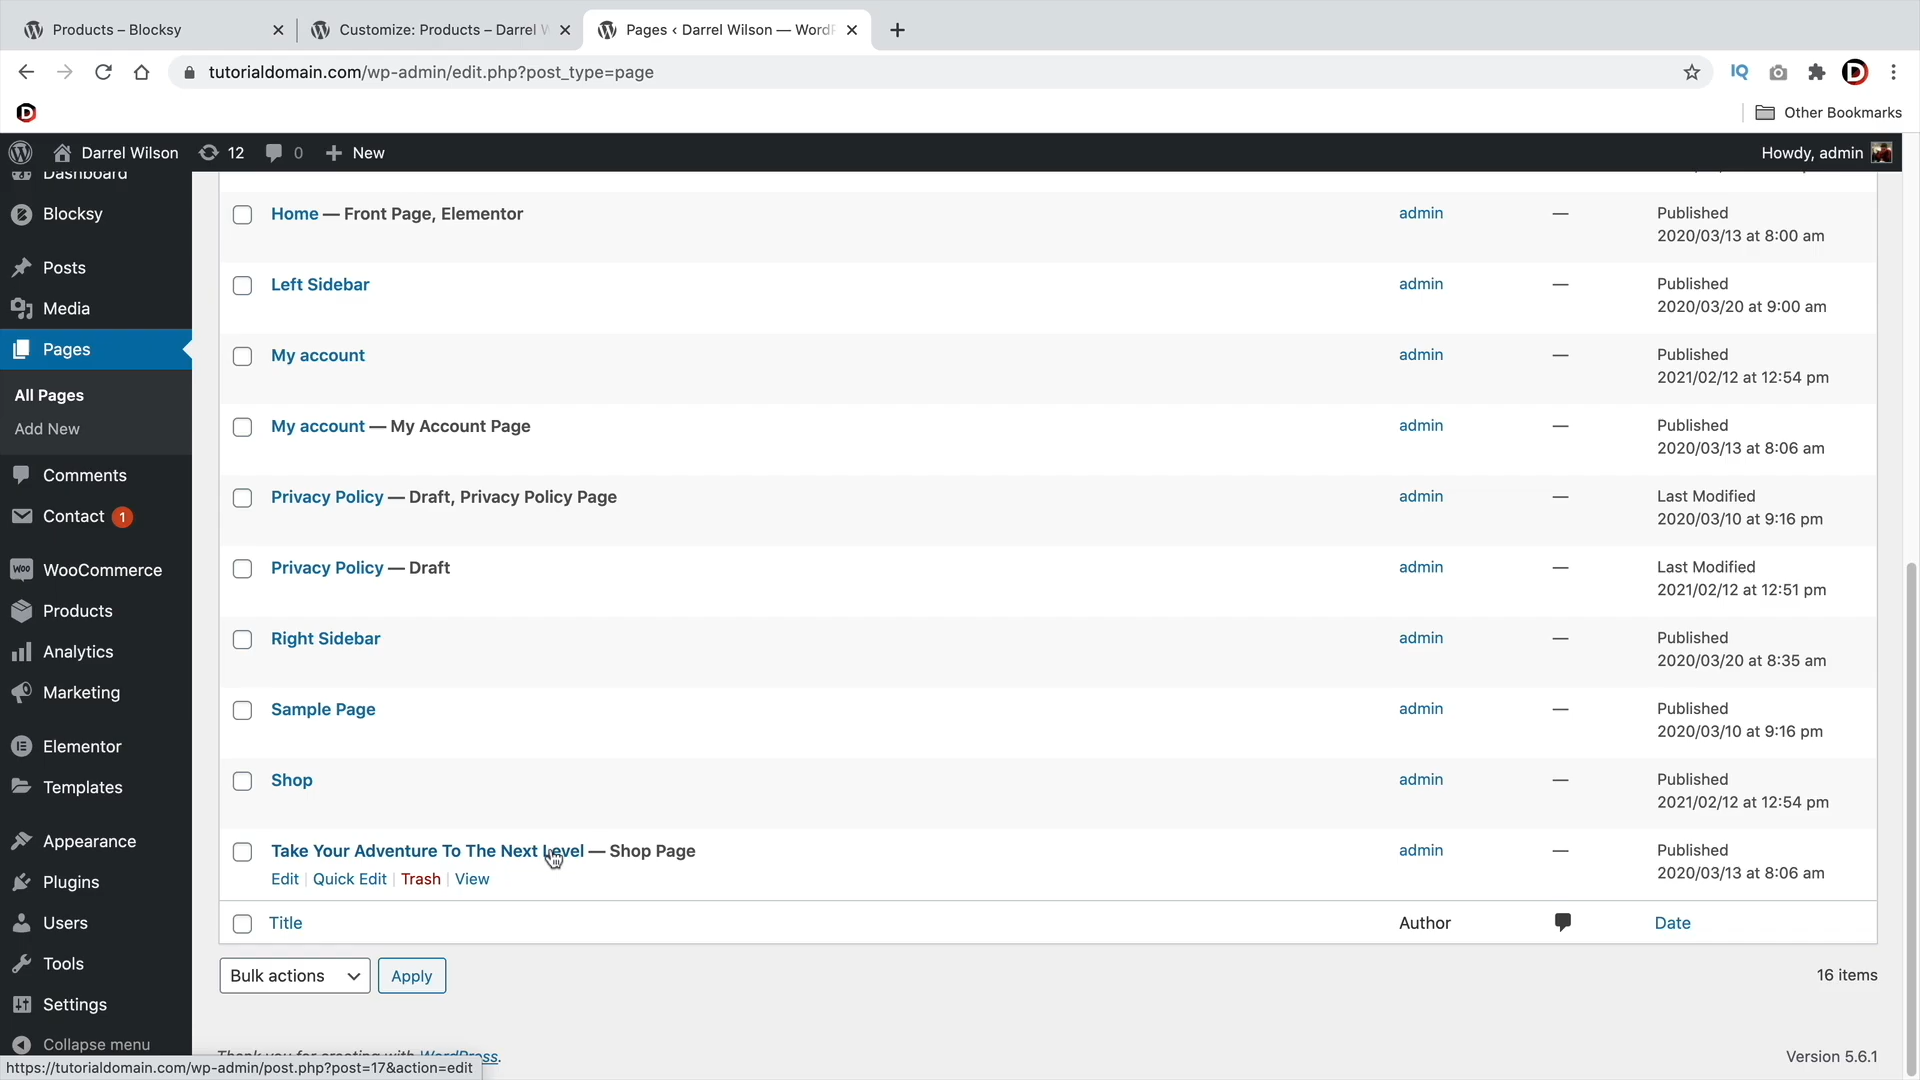 Products – Blocksy
Customize: Products – Darrel W
Pages ‹ Darrel Wilson — WordP
tutorialdomain.com/wp-admin/edit.php?post_type=page
Other Bookmarks
Darrel Wilson
12
0
New
Howdy, admin
Dashboard
Blocksy
Posts
Media
Pages
All Pages
Add New
Comments
Contact 1
WooCommerce
Products
Analytics
Marketing
Elementor
Templates
Appearance
Plugins
Users
Tools
Settings
Collapse menu
Home — Front Page, Elementor
admin
—
Published
2020/03/13 at 8:00 am
Left Sidebar
admin
—
Published
2020/03/20 at 9:00 am
My account
admin
—
Published
2021/02/12 at 12:54 pm
My account — My Account Page
admin
—
Published
2020/03/13 at 8:06 am
Privacy Policy — Draft, Privacy Policy Page
admin
—
Last Modified
2020/03/10 at 9:16 pm
Privacy Policy — Draft
admin
—
Last Modified
2021/02/12 at 12:51 pm
Right Sidebar
admin
—
Published
2020/03/20 at 8:35 am
Sample Page
admin
—
Published
2020/03/10 at 9:16 pm
Shop
admin
—
Published
2021/02/12 at 12:54 pm
Take Your Adventure To The Next Level — Shop Page
admin
—
Published
2020/03/13 at 8:06 am
Edit | Quick Edit | Trash | View
Title
Author
Date
Bulk actions
Apply
16 items
Thank you for creating with WordPress.
Version 5.6.1
https://tutorialdomain.com/wp-admin/post.php?post=17&action=edit